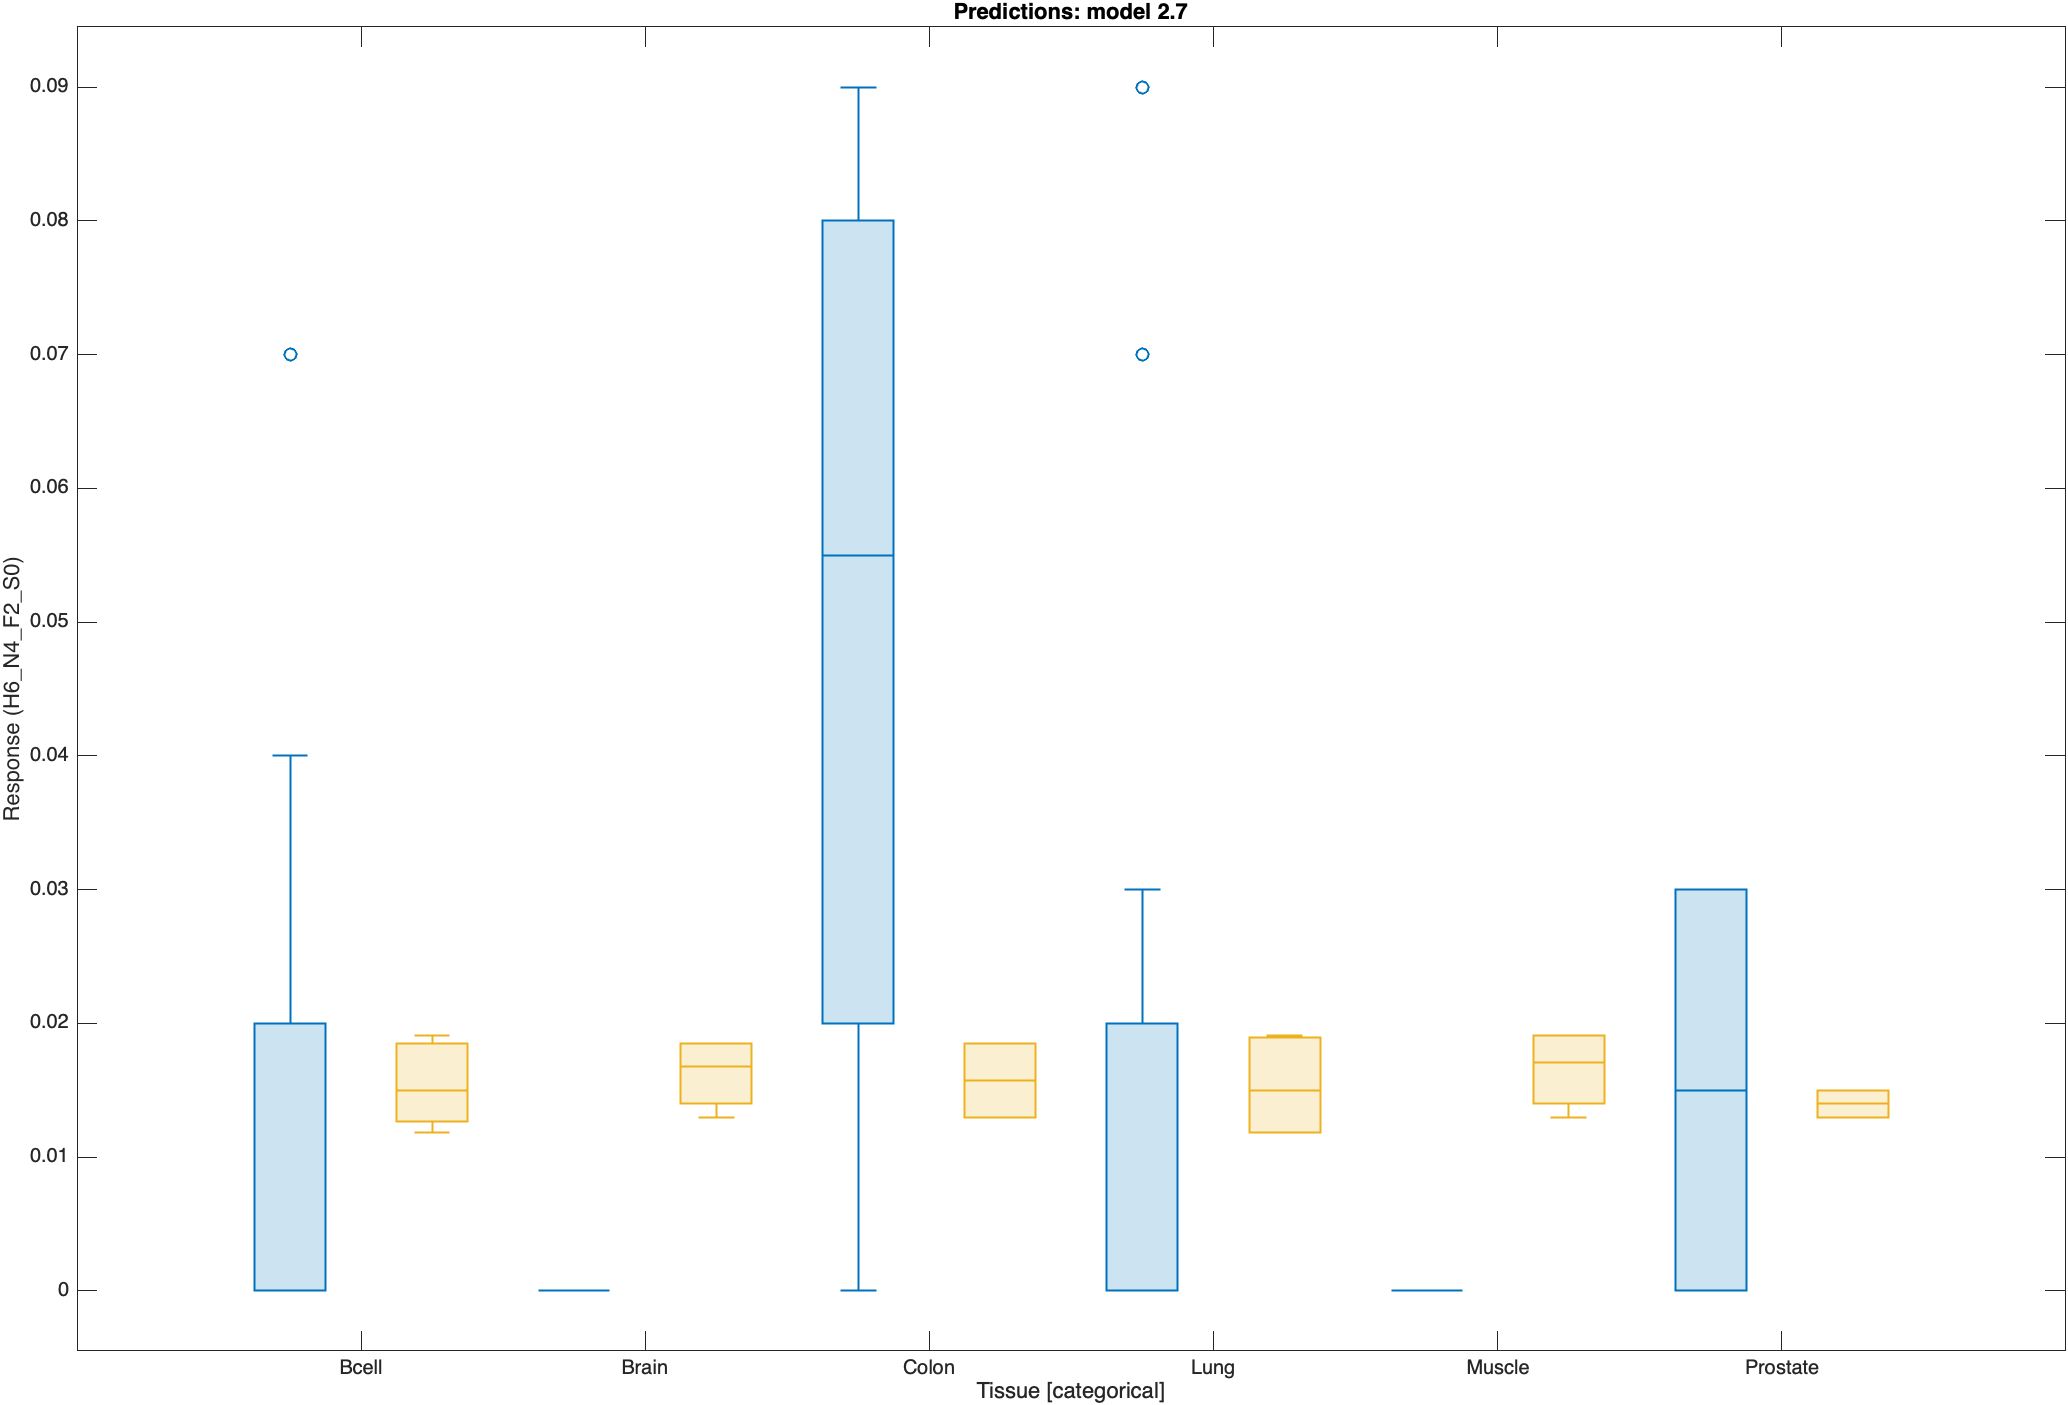 Predictions: model 2.7
0.09
0.08
0.07
0.06
0.05
0.04
0.03
0.02
0.01
0
Response (H6_N4_F2_S0)
Bcell Brain Colon Lung Muscle Prostate
Tissue [categorical]